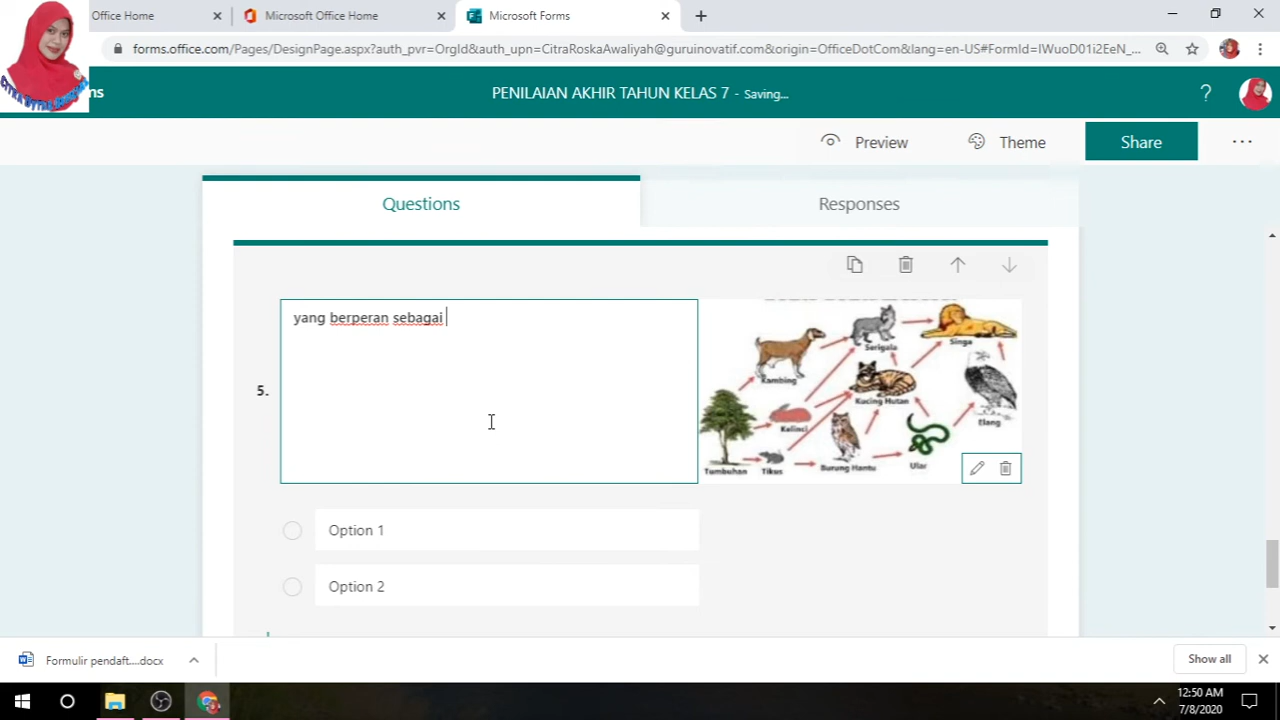 Office Home
Microsoft Office Home
Microsoft Forms
forms.office.com/Pages/DesignPage.aspx?auth_pvr=OrgId&auth_upn=CitraRoskaAwaliyah@guruinovatif.com&origin=OfficeDotCom&lang=en-US#FormId=IWuoD01i2EeN_...
ns
PENILAIAN AKHIR TAHUN KELAS 7 - Saving...
?
Preview
Theme
Share
Questions
Responses
yang berperan sebagai
5.
Serigala
Singa
Kambing
Kucing Hutan
Kelinci
Elang
Tumbuhan
Tikus
Burung Hantu
Ular
Option 1
Option 2
Formulir pendaft....docx
Show all
12:50 AM
7/8/2020